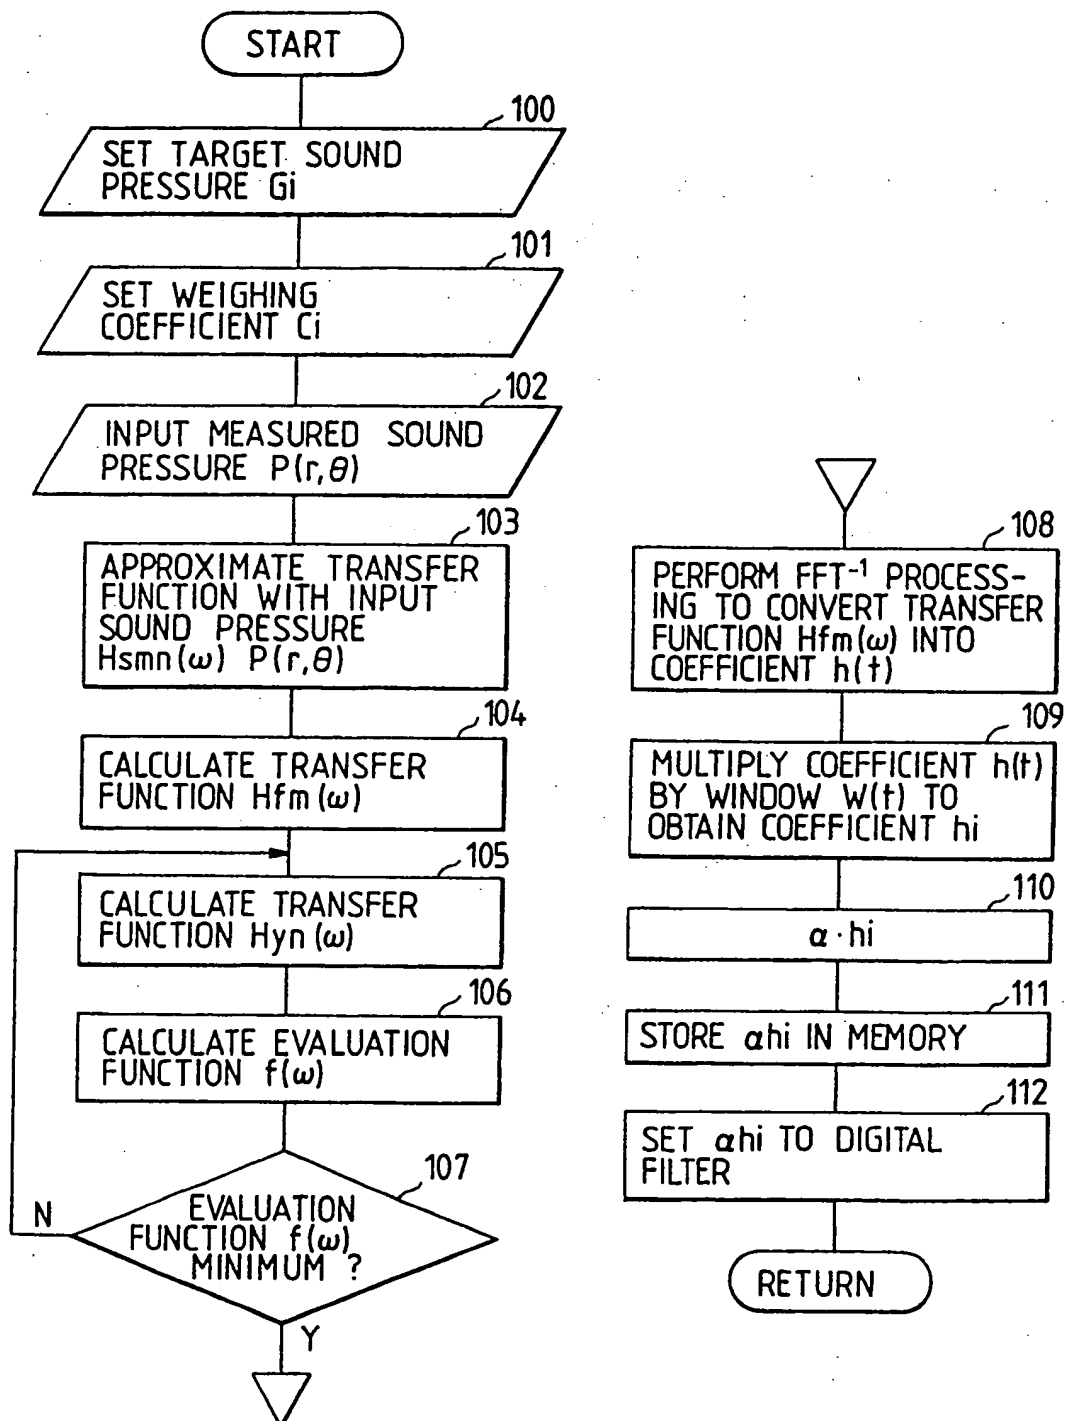 START
100
SET TARGET SOUND
PRESSURE Gi
101
SET WEIGHING
COEFFICIENT Ci
102
INPUT MEASURED SOUND
PRESSURE P(r,θ)
103
APPROXIMATE TRANSFER
FUNCTION WITH INPUT
SOUND PRESSURE
Hsmn(ω) P(r,θ)
104
CALCULATE TRANSFER
FUNCTION Hfm(ω)
105
CALCULATE TRANSFER
FUNCTION Hyn(ω)
106
CALCULATE EVALUATION
FUNCTION f(ω)
107
EVALUATION
FUNCTION f(ω)
MINIMUM ?
N
Y
108
PERFORM FFT⁻¹ PROCESS-
ING TO CONVERT TRANSFER
FUNCTION Hfm(ω) INTO
COEFFICIENT h(t)
109
MULTIPLY COEFFICIENT h(t)
BY WINDOW W(t) TO
OBTAIN COEFFICIENT hi
110
α·hi
111
STORE αhi IN MEMORY
112
SET αhi TO DIGITAL
FILTER
RETURN